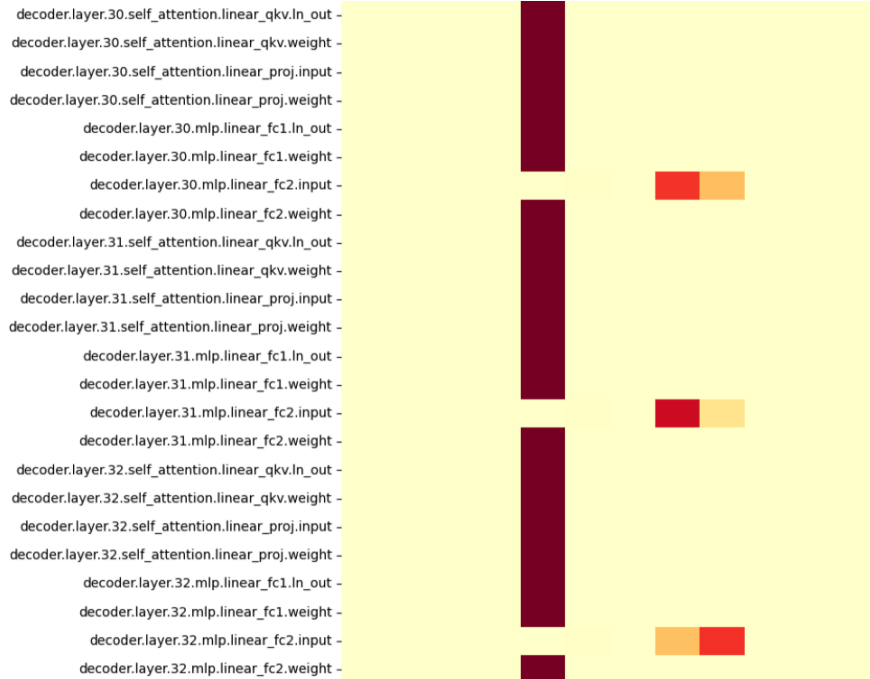 decoder.layer.30.self_attention.linear_qkv.ln_out
decoder.layer.30.self_attention.linear_qkv.weight
decoder.layer.30.self_attention.linear_proj.input
decoder.layer.30.self_attention.linear_proj.weight
decoder.layer.30.mlp.linear_fc1.ln_out
decoder.layer.30.mlp.linear_fc1.weight
decoder.layer.30.mlp.linear_fc2.input
decoder.layer.30.mlp.linear_fc2.weight
decoder.layer.31.self_attention.linear_qkv.ln_out
decoder.layer.31.self_attention.linear_qkv.weight
decoder.layer.31.self_attention.linear_proj.input
decoder.layer.31.self_attention.linear_proj.weight
decoder.layer.31.mlp.linear_fc1.ln_out
decoder.layer.31.mlp.linear_fc1.weight
decoder.layer.31.mlp.linear_fc2.input
decoder.layer.31.mlp.linear_fc2.weight
decoder.layer.32.self_attention.linear_qkv.ln_out
decoder.layer.32.self_attention.linear_qkv.weight
decoder.layer.32.self_attention.linear_proj.input
decoder.layer.32.self_attention.linear_proj.weight
decoder.layer.32.mlp.linear_fc1.ln_out
decoder.layer.32.mlp.linear_fc1.weight
decoder.layer.32.mlp.linear_fc2.input
decoder.layer.32.mlp.linear_fc2.weight